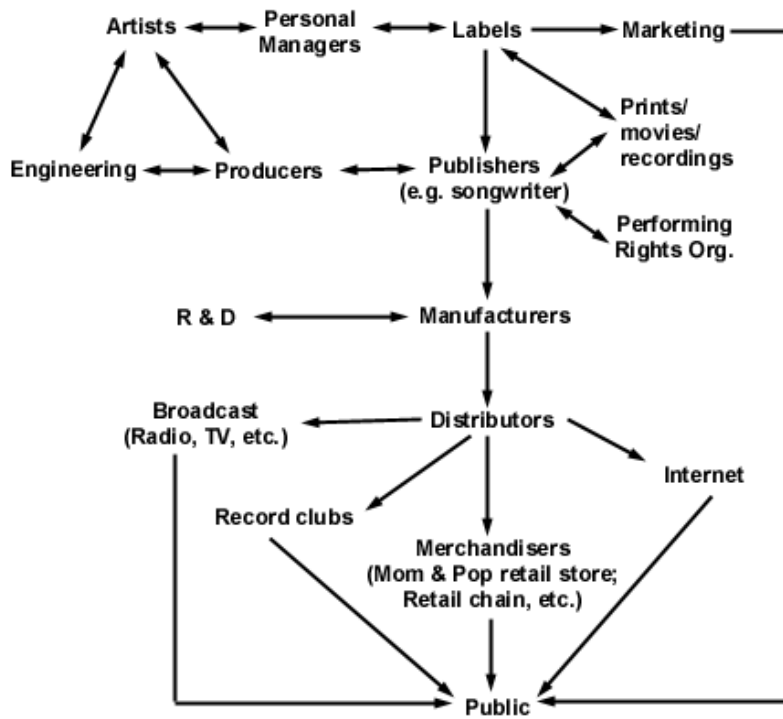 Artists
Personal
Managers
Labels
Marketing
Prints/
movies/
recordings
Engineering
Producers
Publishers
(e.g. songwriter)
Performing
Rights Org.
R & D
Manufacturers
Broadcast
(Radio, TV, etc.)
Distributors
Internet
Record clubs
Merchandisers
(Mom & Pop retail store;
Retail chain, etc.)
Public